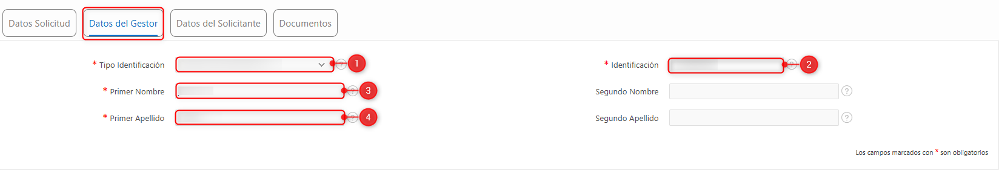 Datos Solicitud Datos del Gestor Datos del Solicitante Documentos
* Tipo Identificación ? 1 * Identificación ? 2
* Primer Nombre ? 3 Segundo Nombre ?
* Primer Apellido ? 4 Segundo Apellido ?
Los campos marcados con * son obligatorios